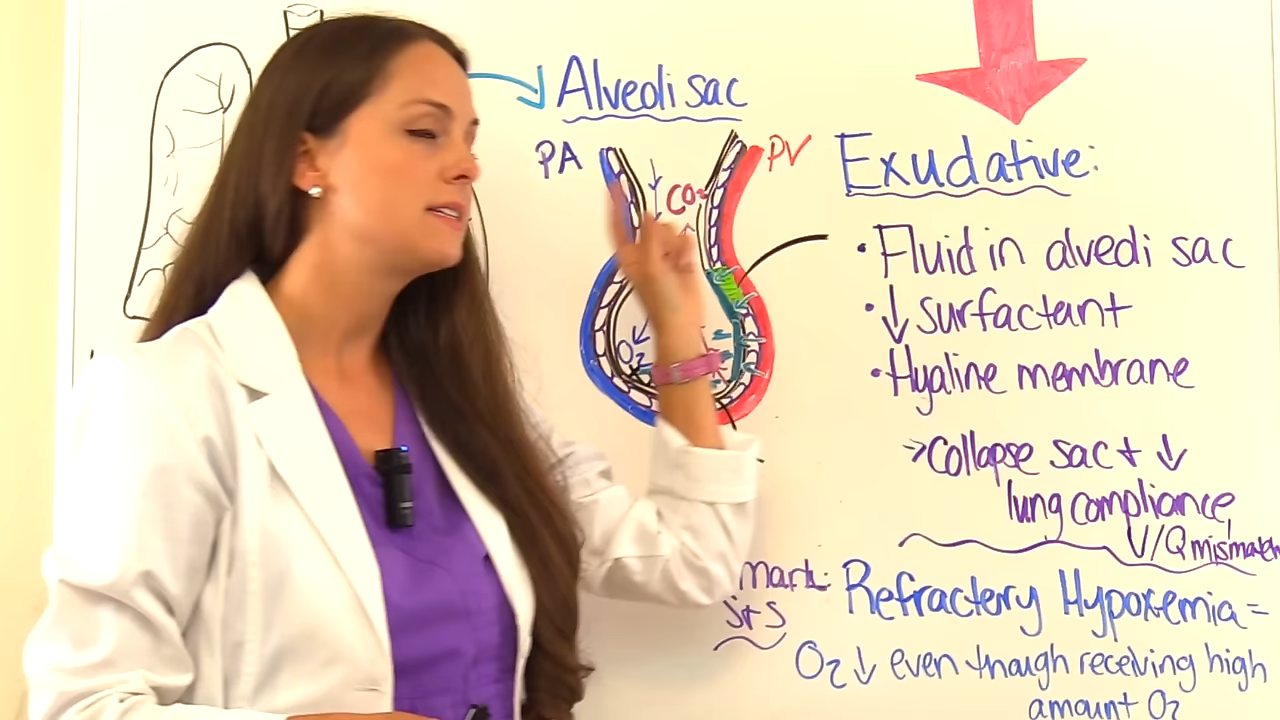 Alveoli sac
PA
PV
CO₂
O₂
Exudative:
• Fluid in alveoli sac
• ↓ surfactant
• Hyaline membrane
→ Collapse sac + ↓
lung compliance,
V/Q mismatch
Refractory Hypoxemia =
O₂ ↓ even though receiving high
amount O₂